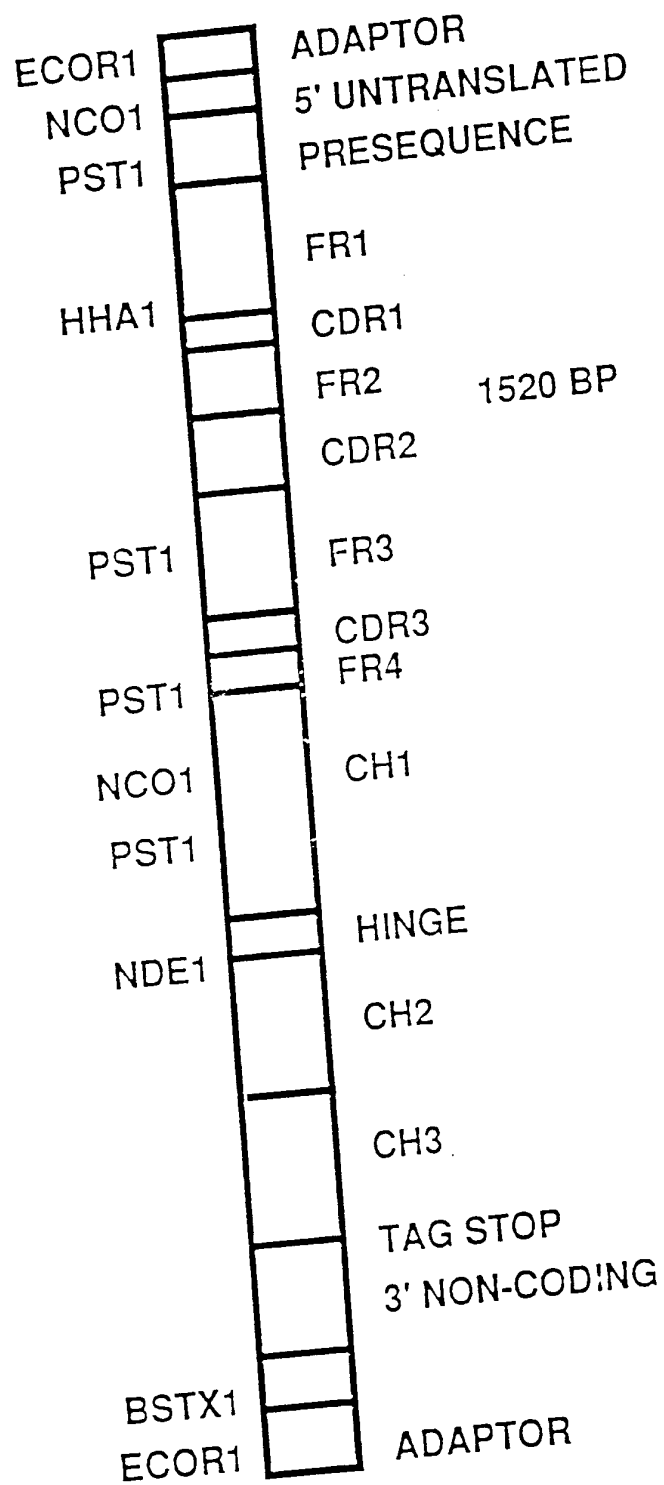 ECOR1
ADAPTOR
5' UNTRANSLATED
NCO1
PRESEQUENCE
PST1
FR1
HHA1
CDR1
FR2
1520 BP
CDR2
PST1
FR3
CDR3
FR4
PST1
CH1
NCO1
PST1
HINGE
NDE1
CH2
CH3
TAG STOP
3' NON-CODING
BSTX1
ECOR1
ADAPTOR